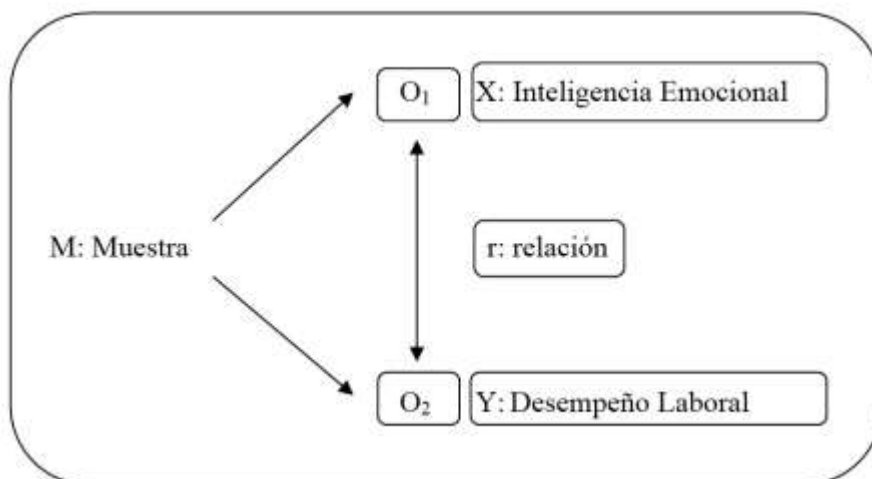 O₁ X: Inteligencia Emocional
M: Muestra r: relación
O₂ Y: Desempeño Laboral